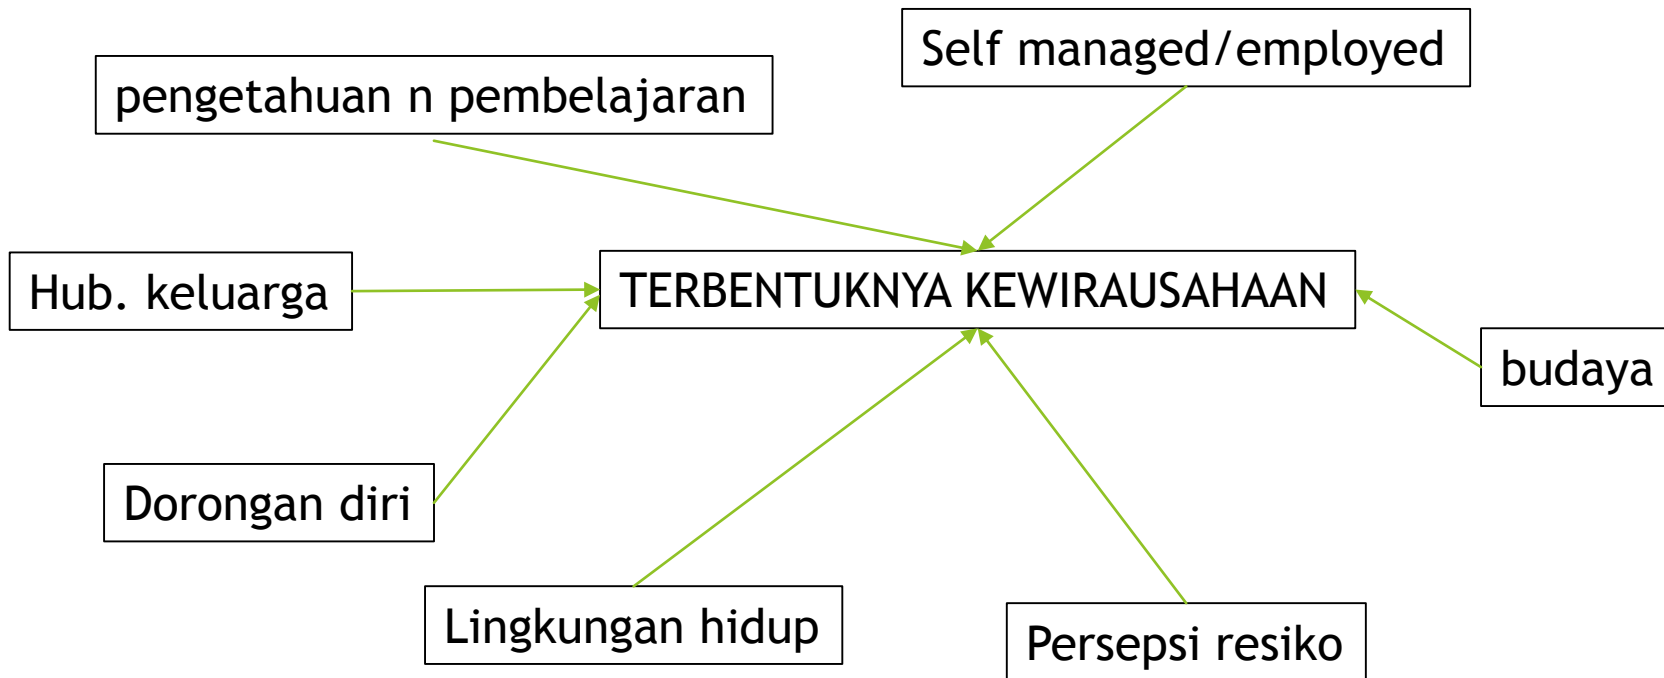 Self managed/employed
pengetahuan n pembelajaran
Hub. keluarga
TERBENTUKNYA KEWIRAUSAHAAN
budaya
Dorongan diri
Lingkungan hidup
Persepsi resiko